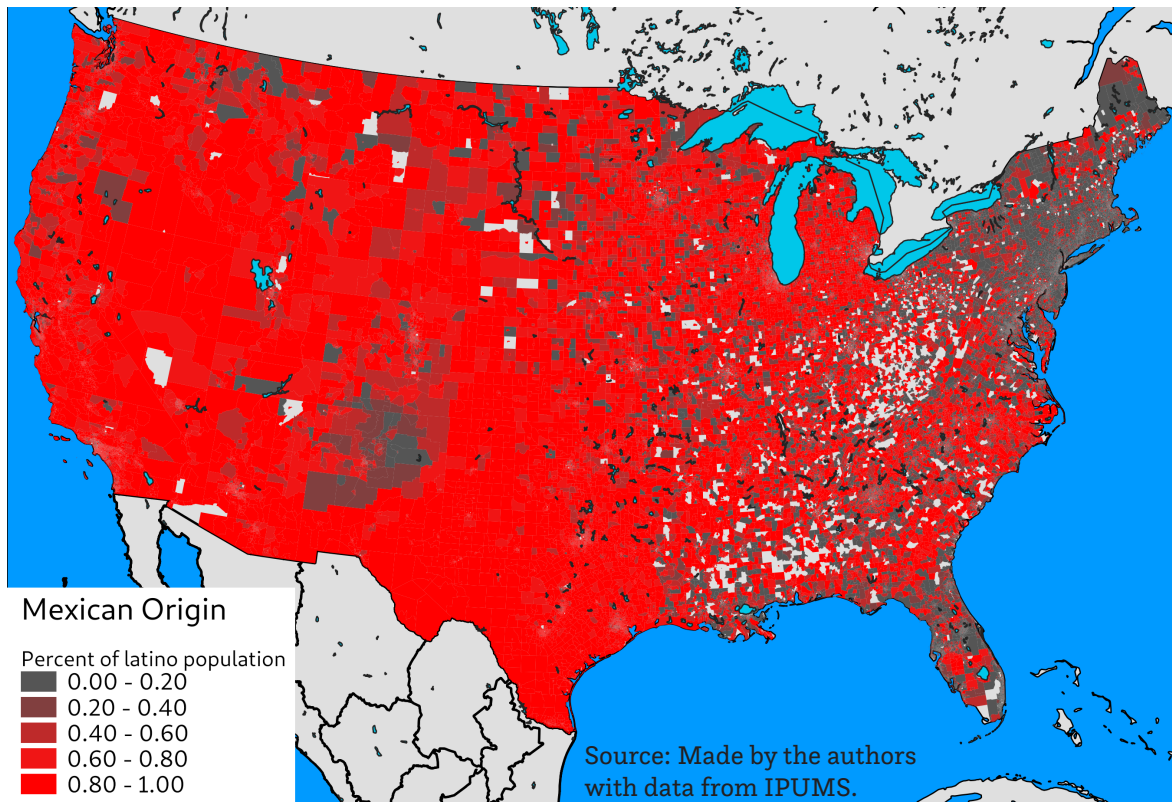 Mexican Origin
Percent of latino population
0.00 - 0.20
0.20 - 0.40
0.40 - 0.60
0.60 - 0.80
0.80 - 1.00
Source: Made by the authors
with data from IPUMS.